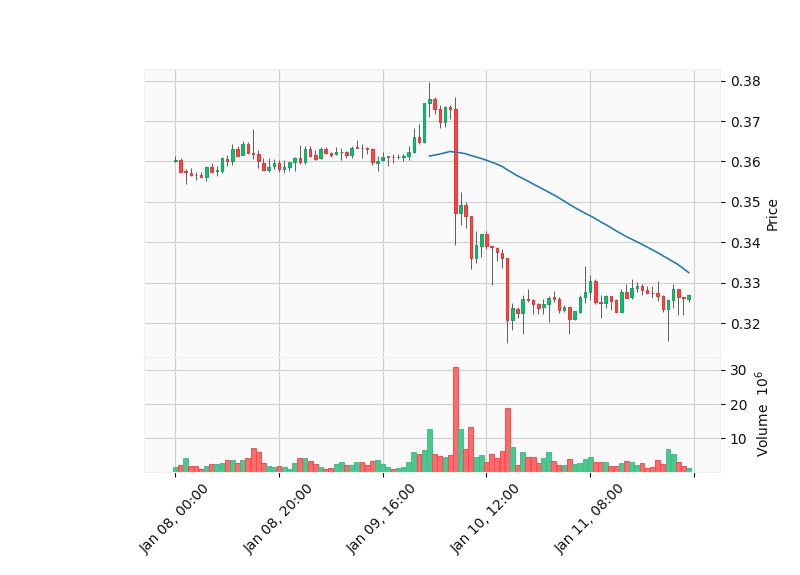 0.38
0.37
0.36
0.35
0.34
0.33
0.32
Price
30
20
10
Volume 10⁶
Jan 08, 00:00
Jan 08, 20:00
Jan 09, 16:00
Jan 10, 12:00
Jan 11, 08:00